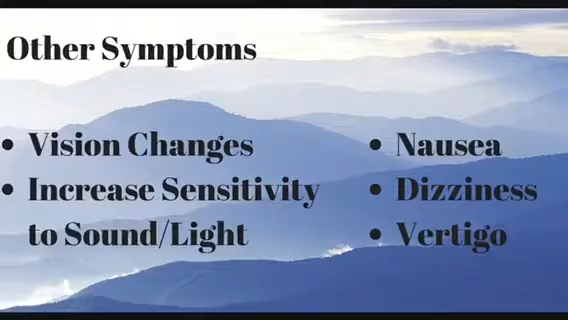 Other Symptoms
• Vision Changes
• Increase Sensitivity
to Sound/Light
• Nausea
• Dizziness
• Vertigo